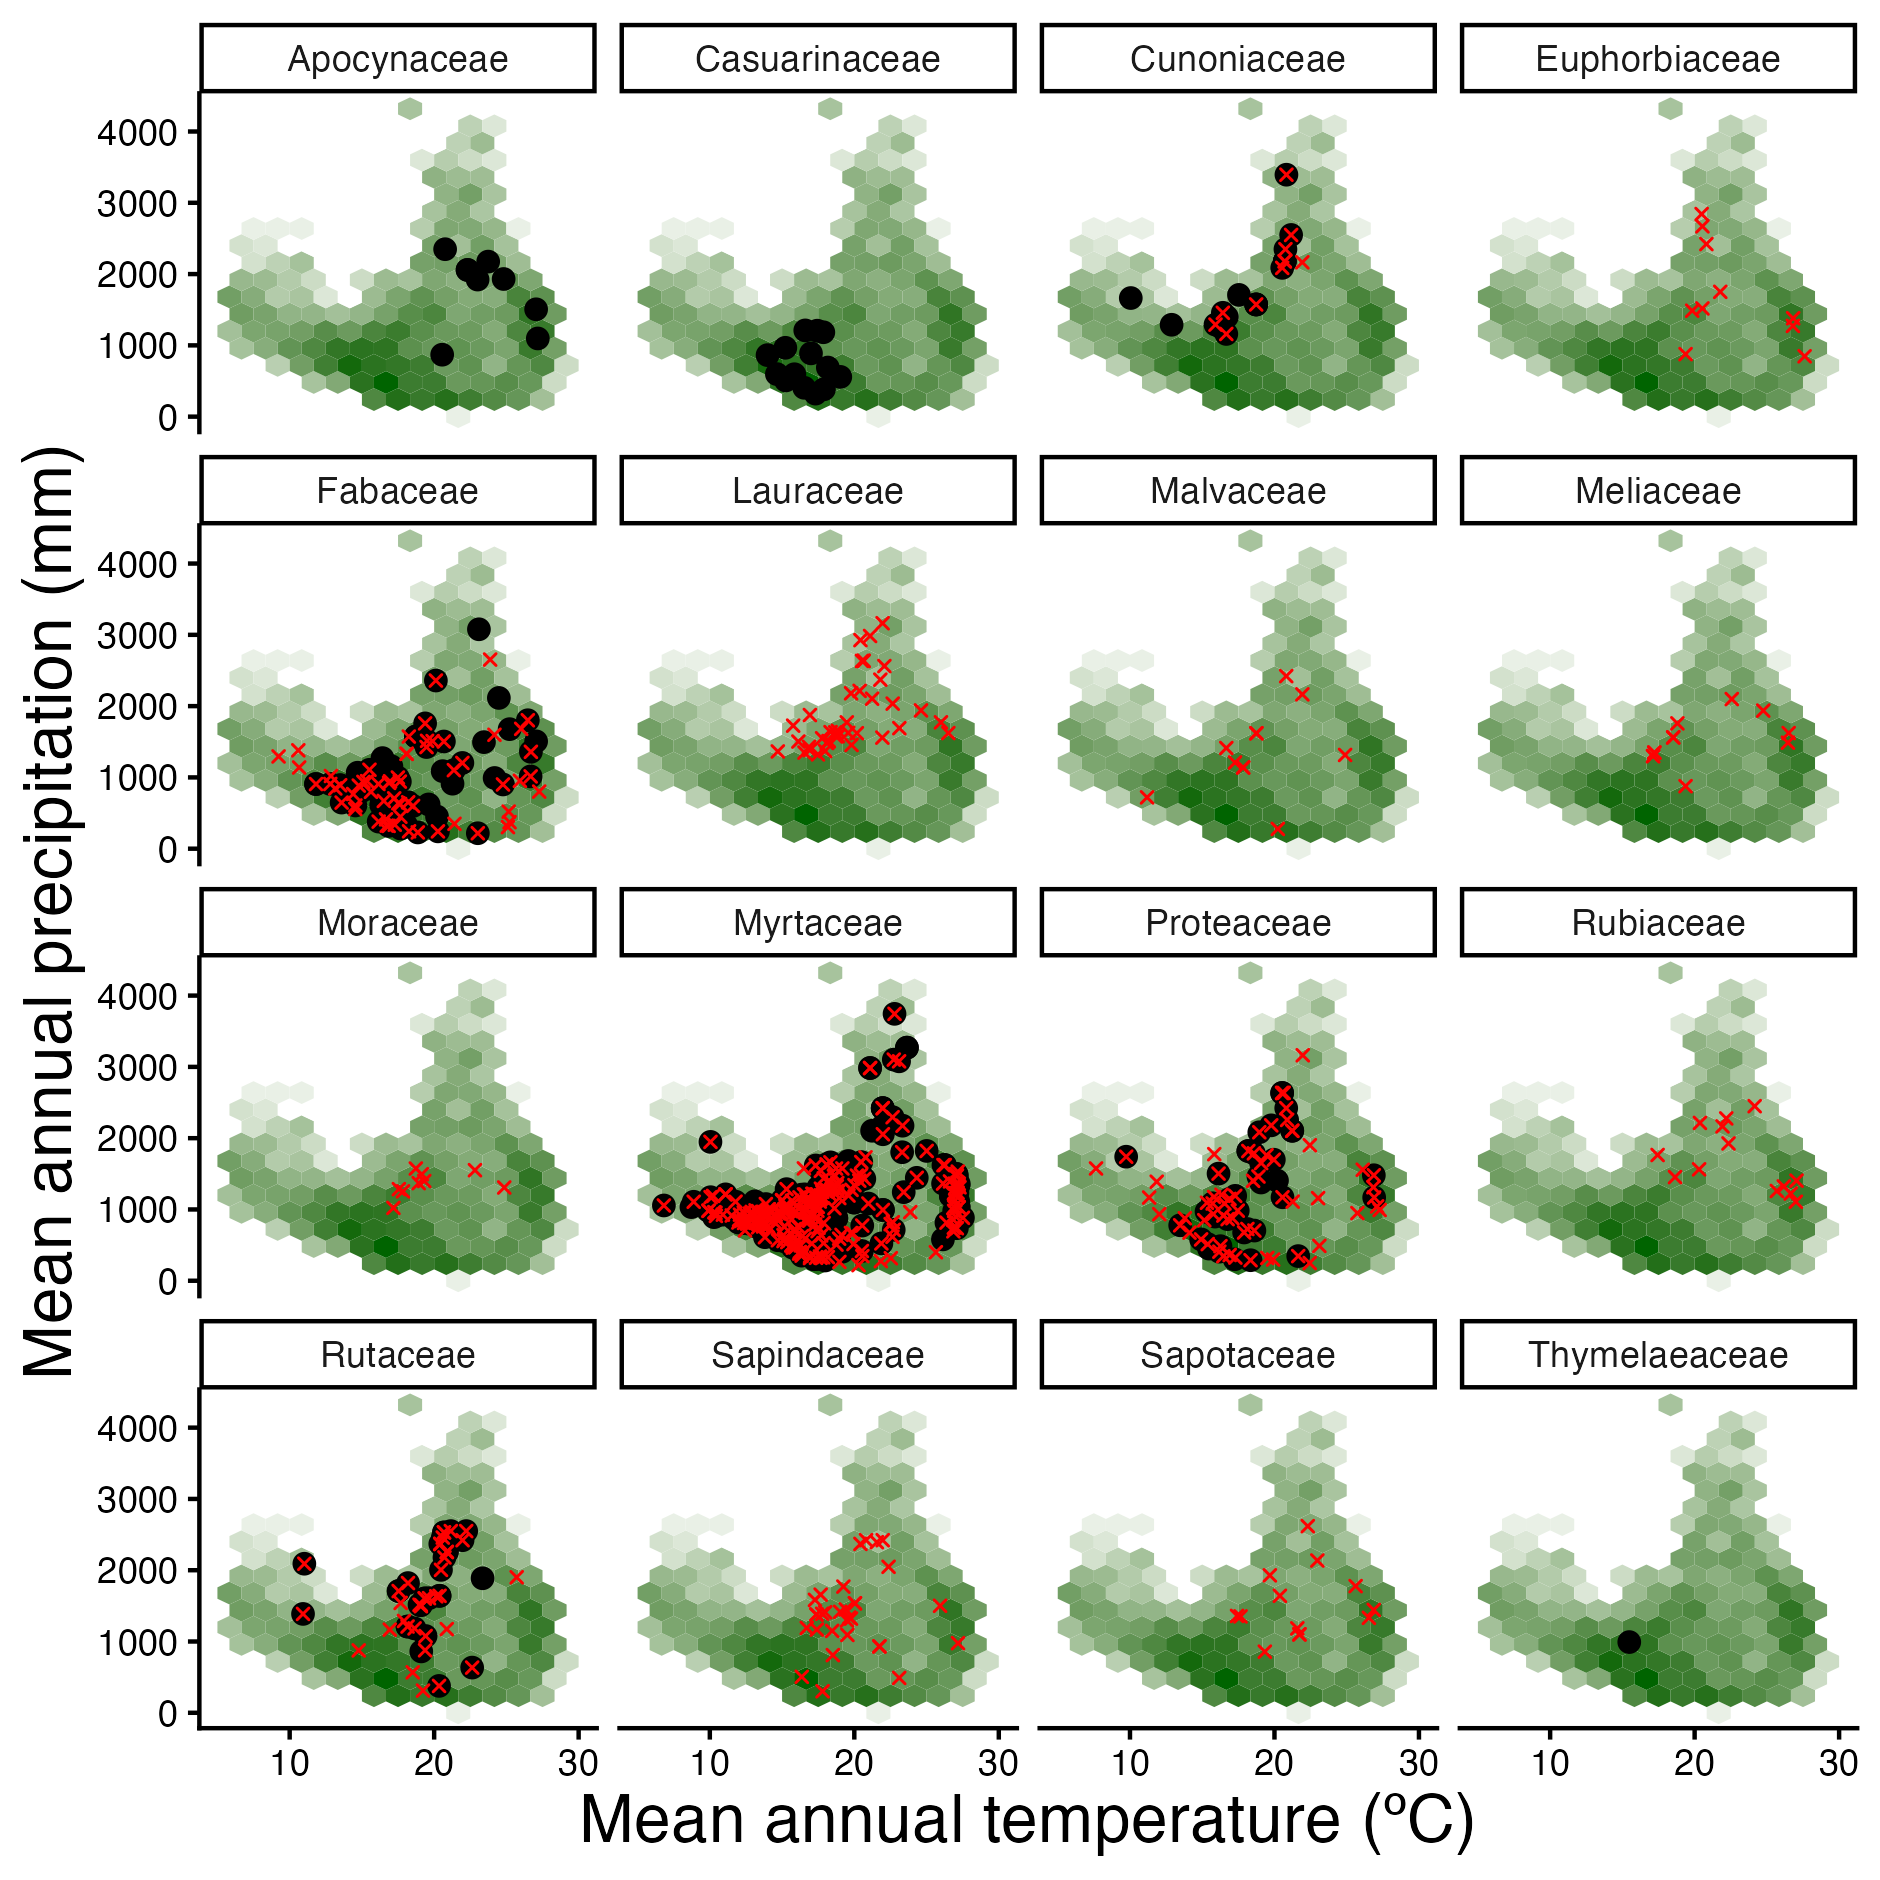 Apocynaceae Casuarinaceae Cunoniaceae Euphorbiaceae
4000
3000
2000
1000
0
Fabaceae Lauraceae Malvaceae Meliaceae
4000
3000
2000
1000
0
Moraceae Myrtaceae Proteaceae Rubiaceae
4000
3000
2000
1000
0
Rutaceae Sapindaceae Sapotaceae Thymelaeaceae
4000
3000
2000
1000
0
10 20 30 10 20 30 10 20 30 10 20 30
Mean annual temperature (ºC)
Mean annual precipitation (mm)